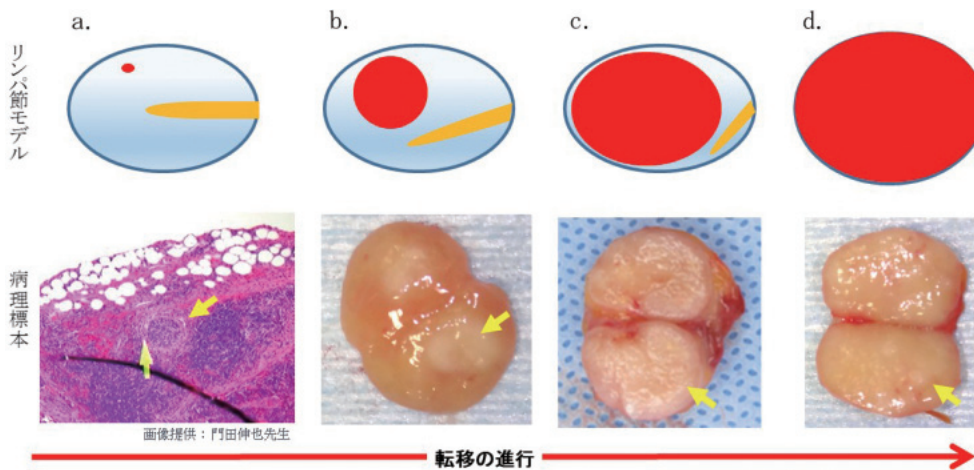 a.
b.
c.
d.
リンパ節モデル
病理標本
画像提供：門田伸也先生
転移の進行